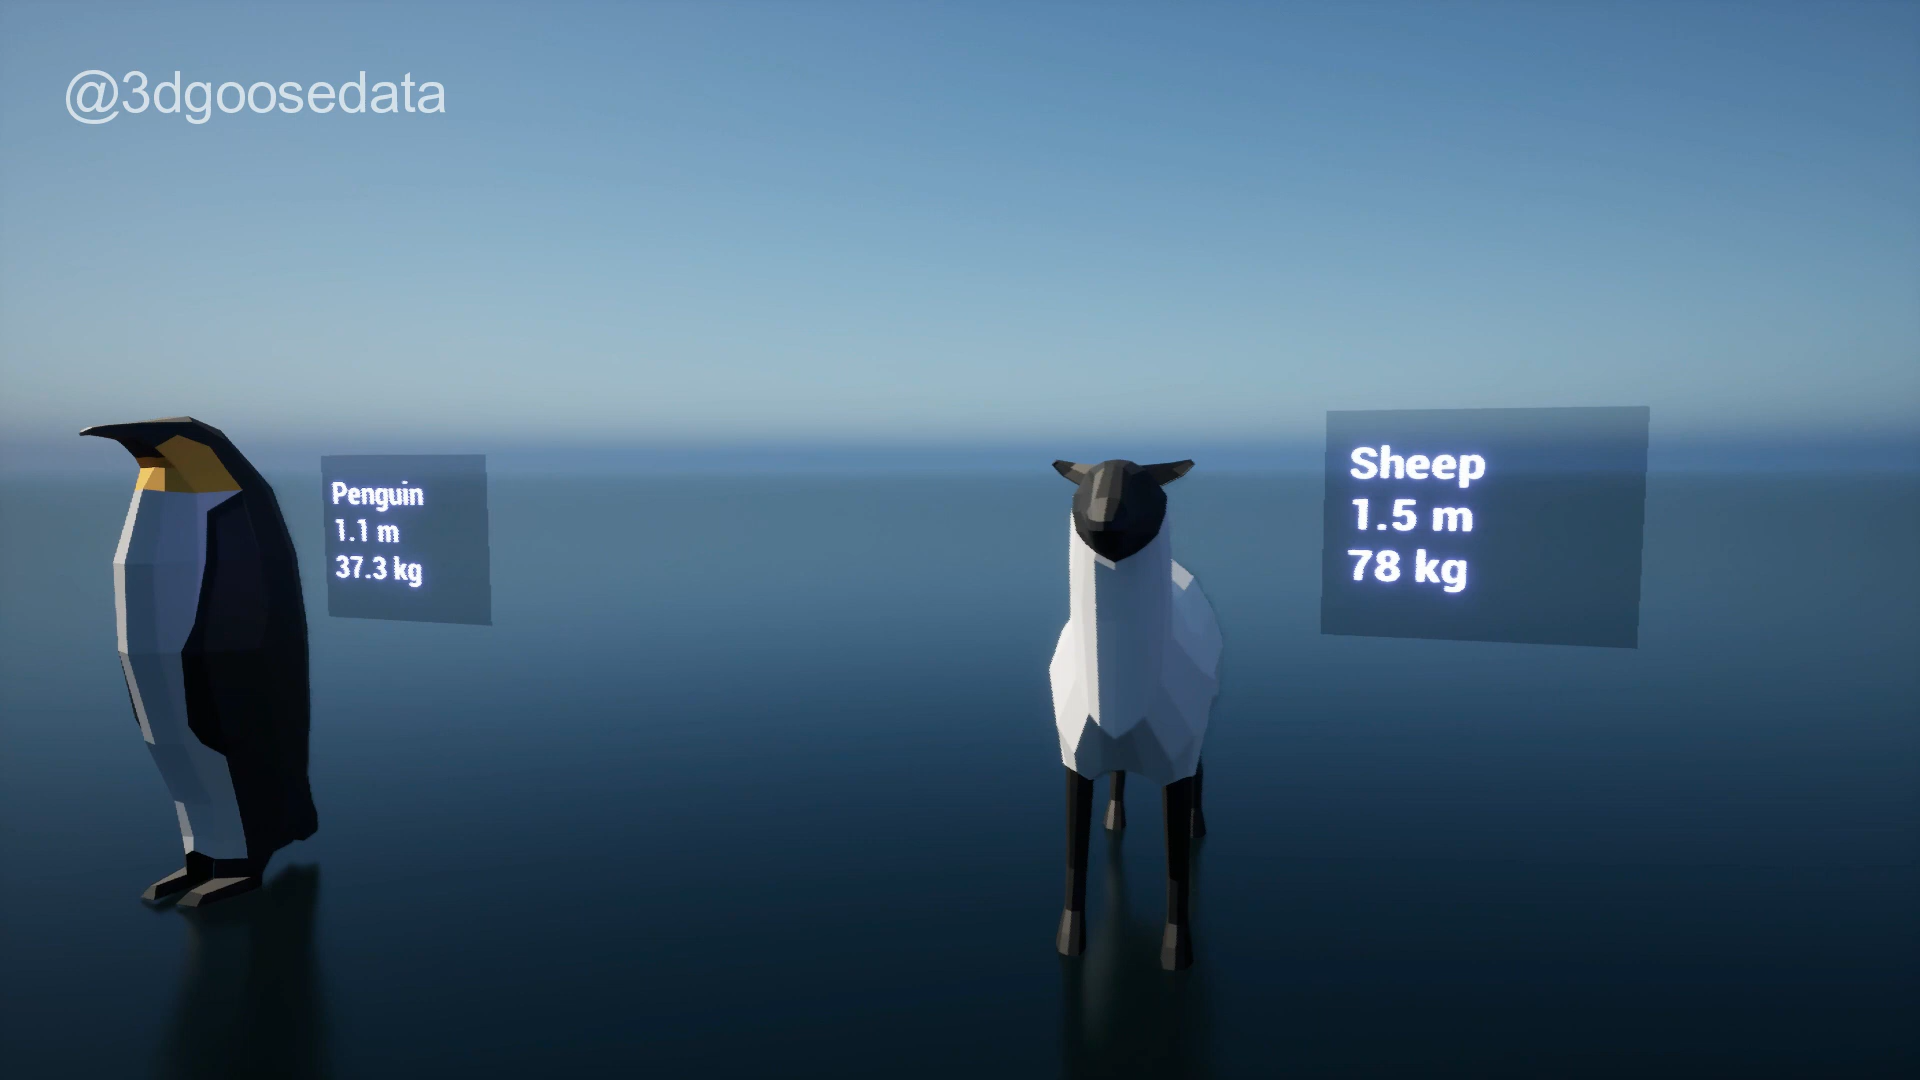 @3dgoosedata
Penguin
1.1 m
37.3 kg
Sheep
1.5 m
78 kg